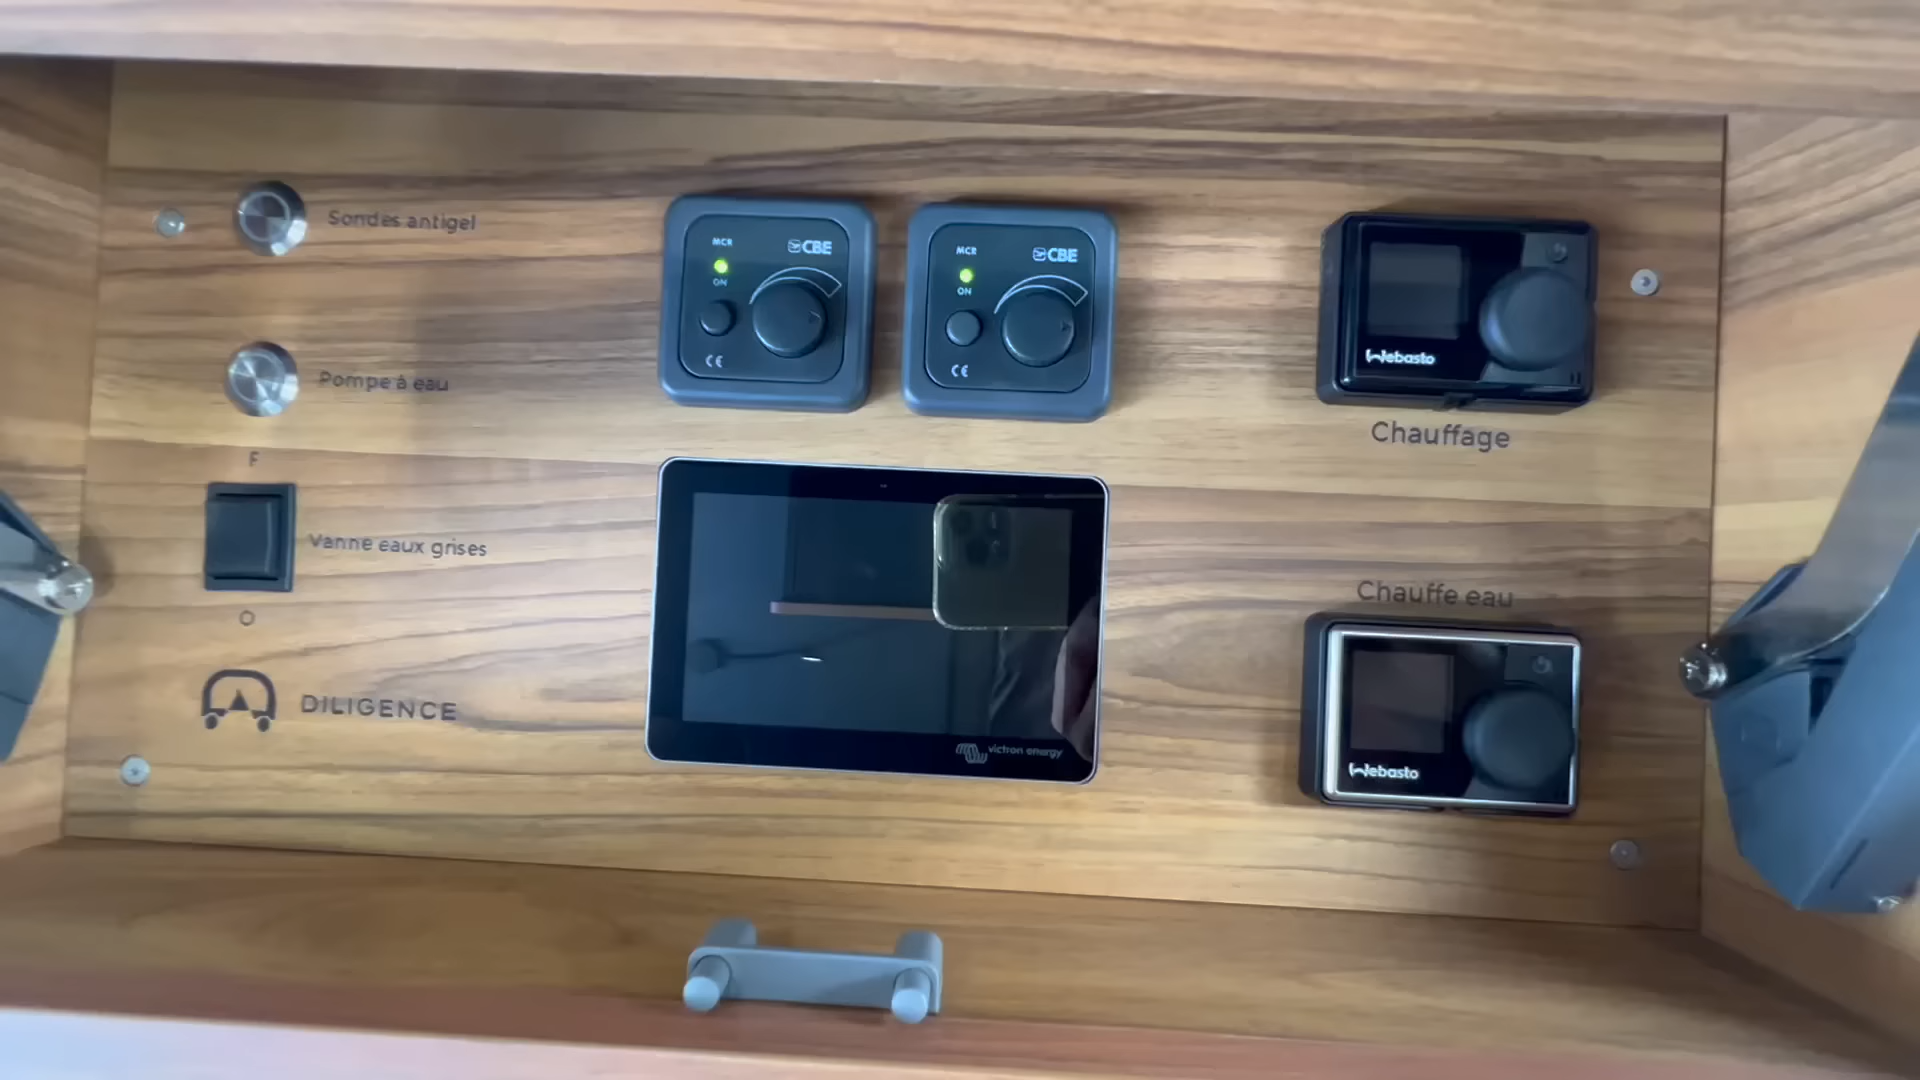 Sondes antigel
Pompe à eau
F
Vanne eaux grises
O
DILIGENCE
MCR
CBE
ON
CE
MCR
CBE
ON
CE
victron energy
Webasto
Chauffage
Chauffe eau
Webasto